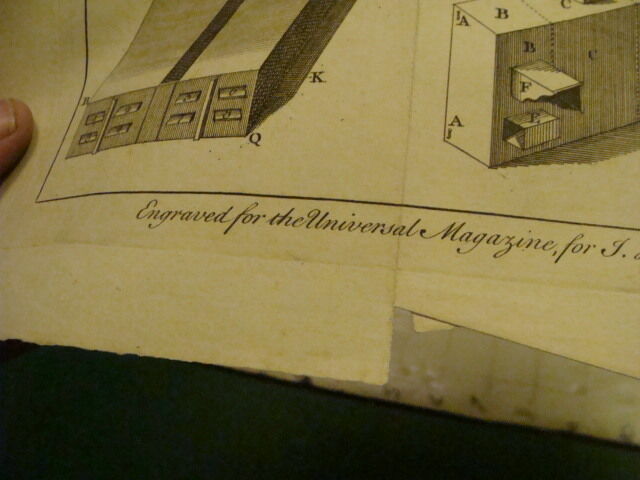 B C
A
B C
K
F
P
A
Q
Engraved for the Universal Magazine, for J.